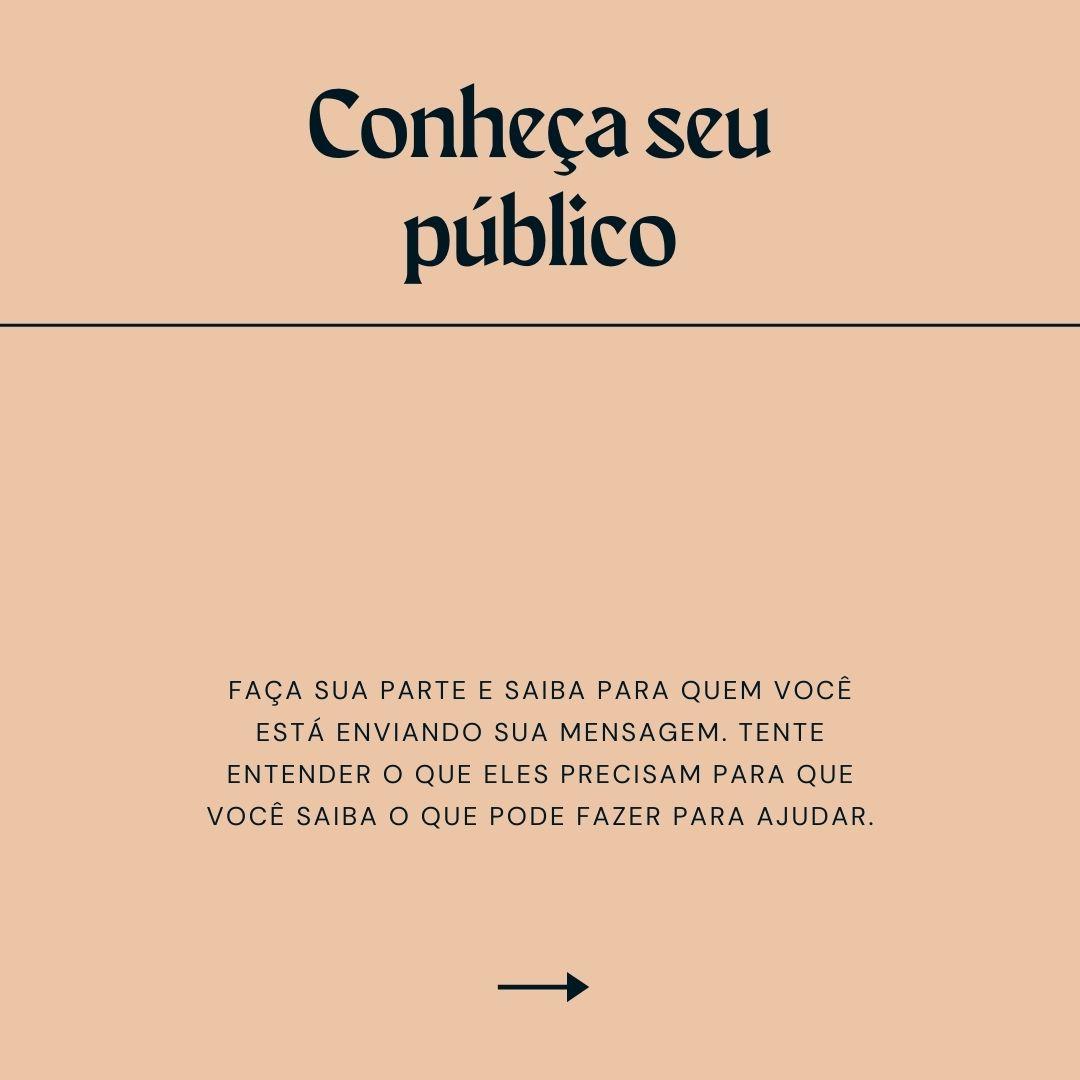 Conheça seu
público
FAÇA SUA PARTE E SAIBA PARA QUEM VOCÊ
ESTÁ ENVIANDO SUA MENSAGEM. TENTE
ENTENDER O QUE ELES PRECISAM PARA QUE
VOCÊ SAIBA O QUE PODE FAZER PARA AJUDAR.